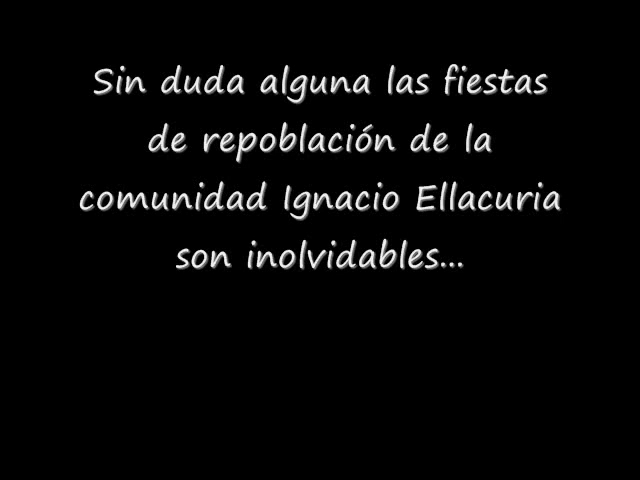 Sin duda alguna las fiestas
de repoblación de la
comunidad Ignacio Ellacuria
son inolvidables...